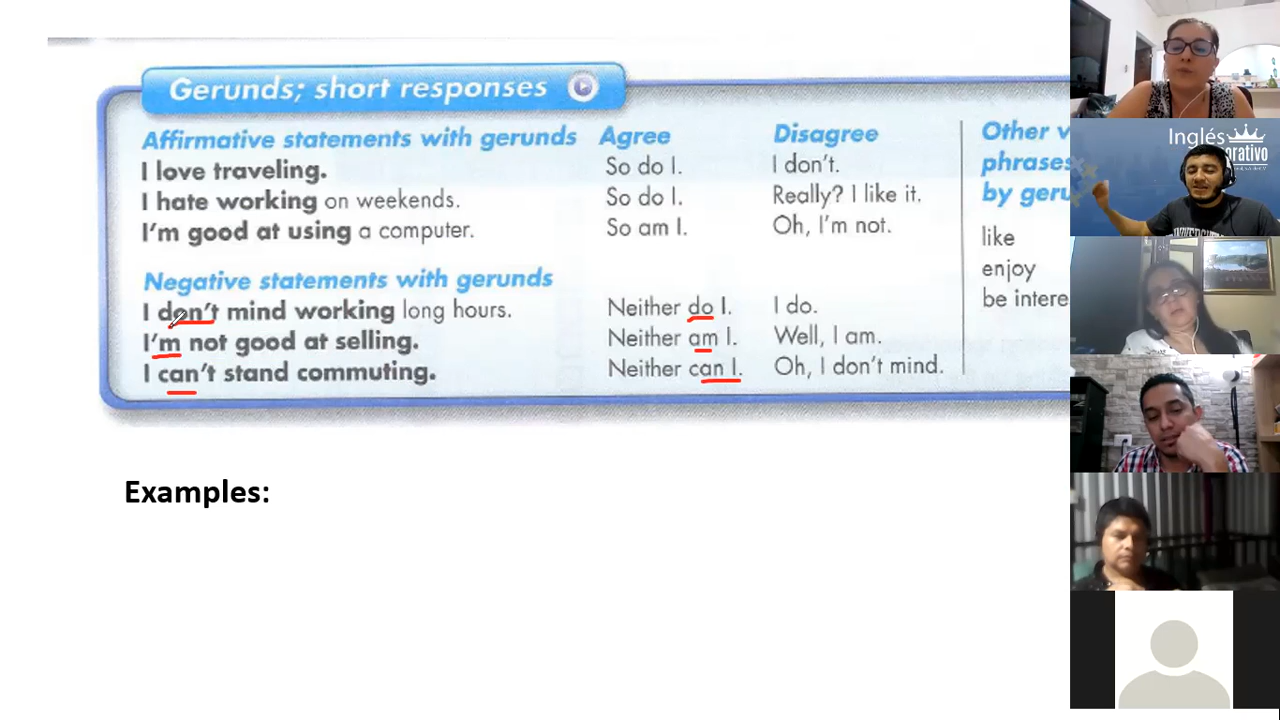 Gerunds; short responses
Affirmative statements with gerunds Agree Disagree
I love traveling. So do I. I don't.
I hate working on weekends. So do I. Really? I like it.
I'm good at using a computer. So am I. Oh, I'm not.
Negative statements with gerunds
I don't mind working long hours. Neither do I. I do.
I'm not good at selling. Neither am I. Well, I am.
I can't stand commuting. Neither can I. Oh, I don't mind.
Other v
phrases
by geru
like
enjoy
be intere
Examples:
Inglés